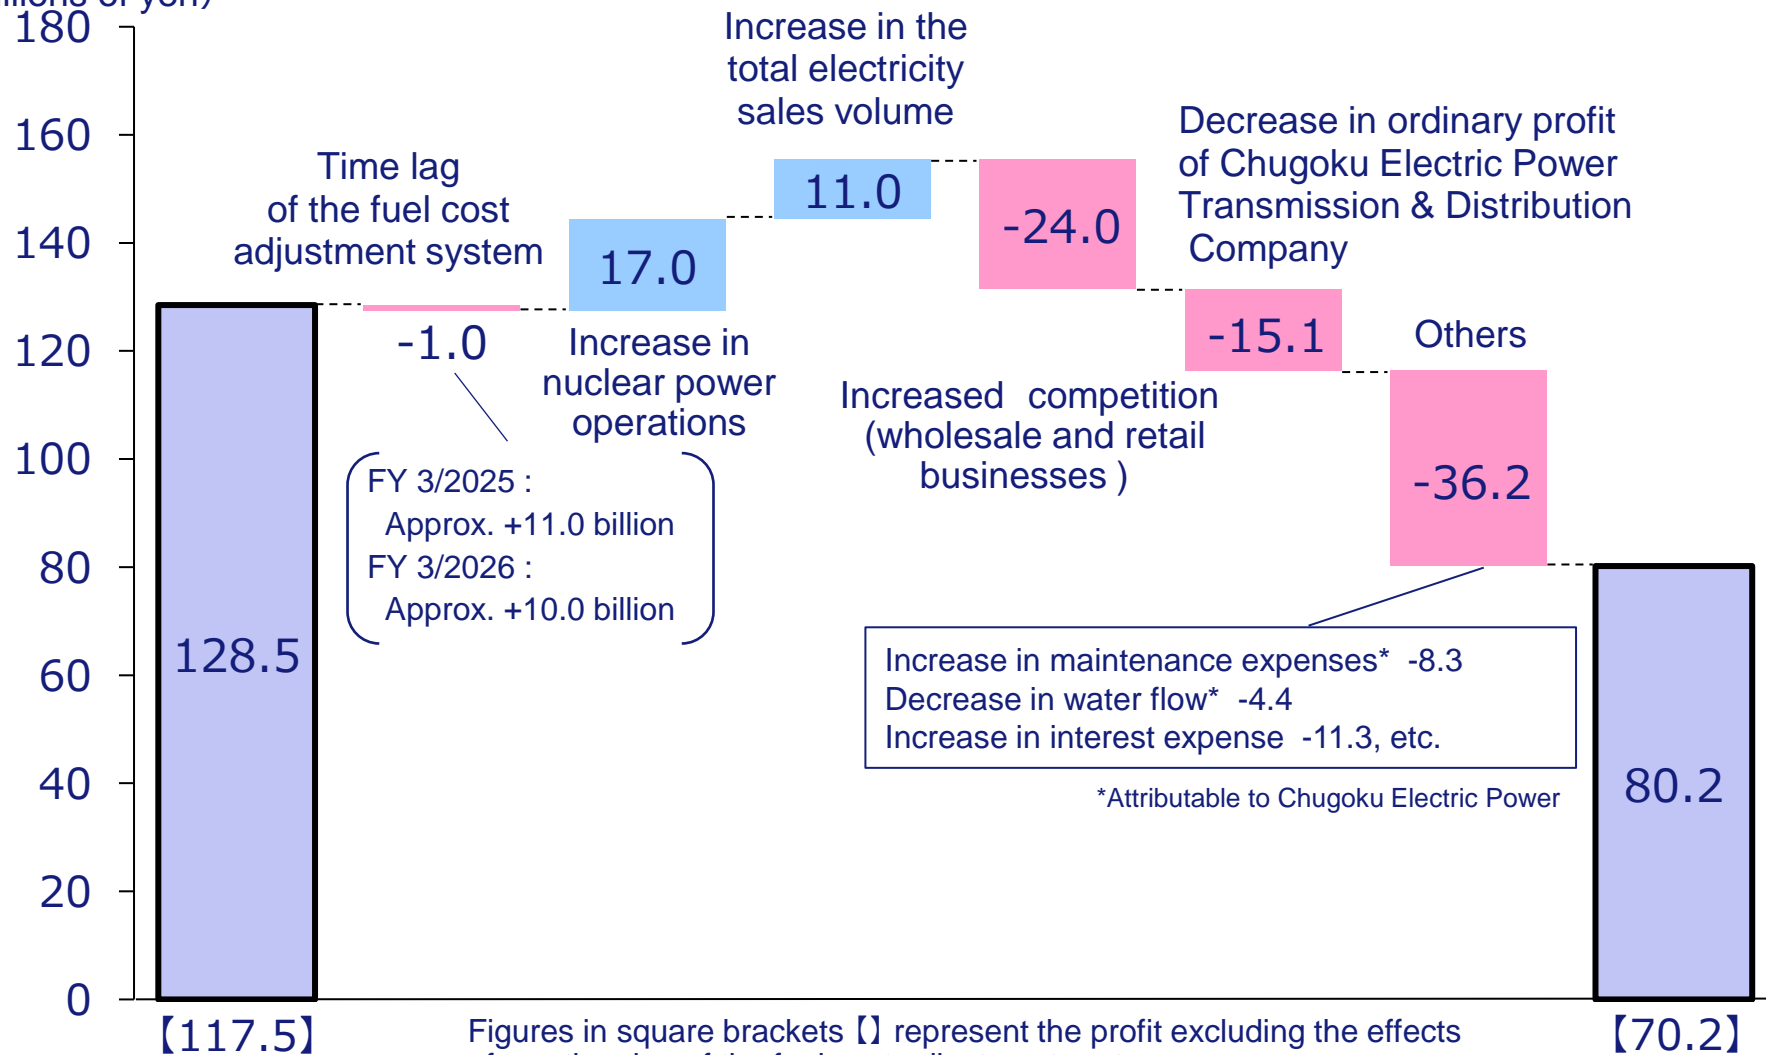 180
160
140
120
100
80
60
40
20
0
Time lag
of the fuel cost
adjustment system
-1.0
FY 3/2025 :
Approx. +11.0 billion
FY 3/2026 :
Approx. +10.0 billion
17.0
Increase in
nuclear power
operations
Increase in the
total electricity
sales volume
11.0
-24.0
Increased competition
(wholesale and retail
businesses )
Decrease in ordinary profit
of Chugoku Electric Power
Transmission & Distribution
Company
-15.1
Others
-36.2
Increase in maintenance expenses* -8.3
Decrease in water flow* -4.4
Increase in interest expense -11.3, etc.
*Attributable to Chugoku Electric Power
128.5
80.2
【117.5】
【70.2】
Figures in square brackets【】represent the profit excluding the effects